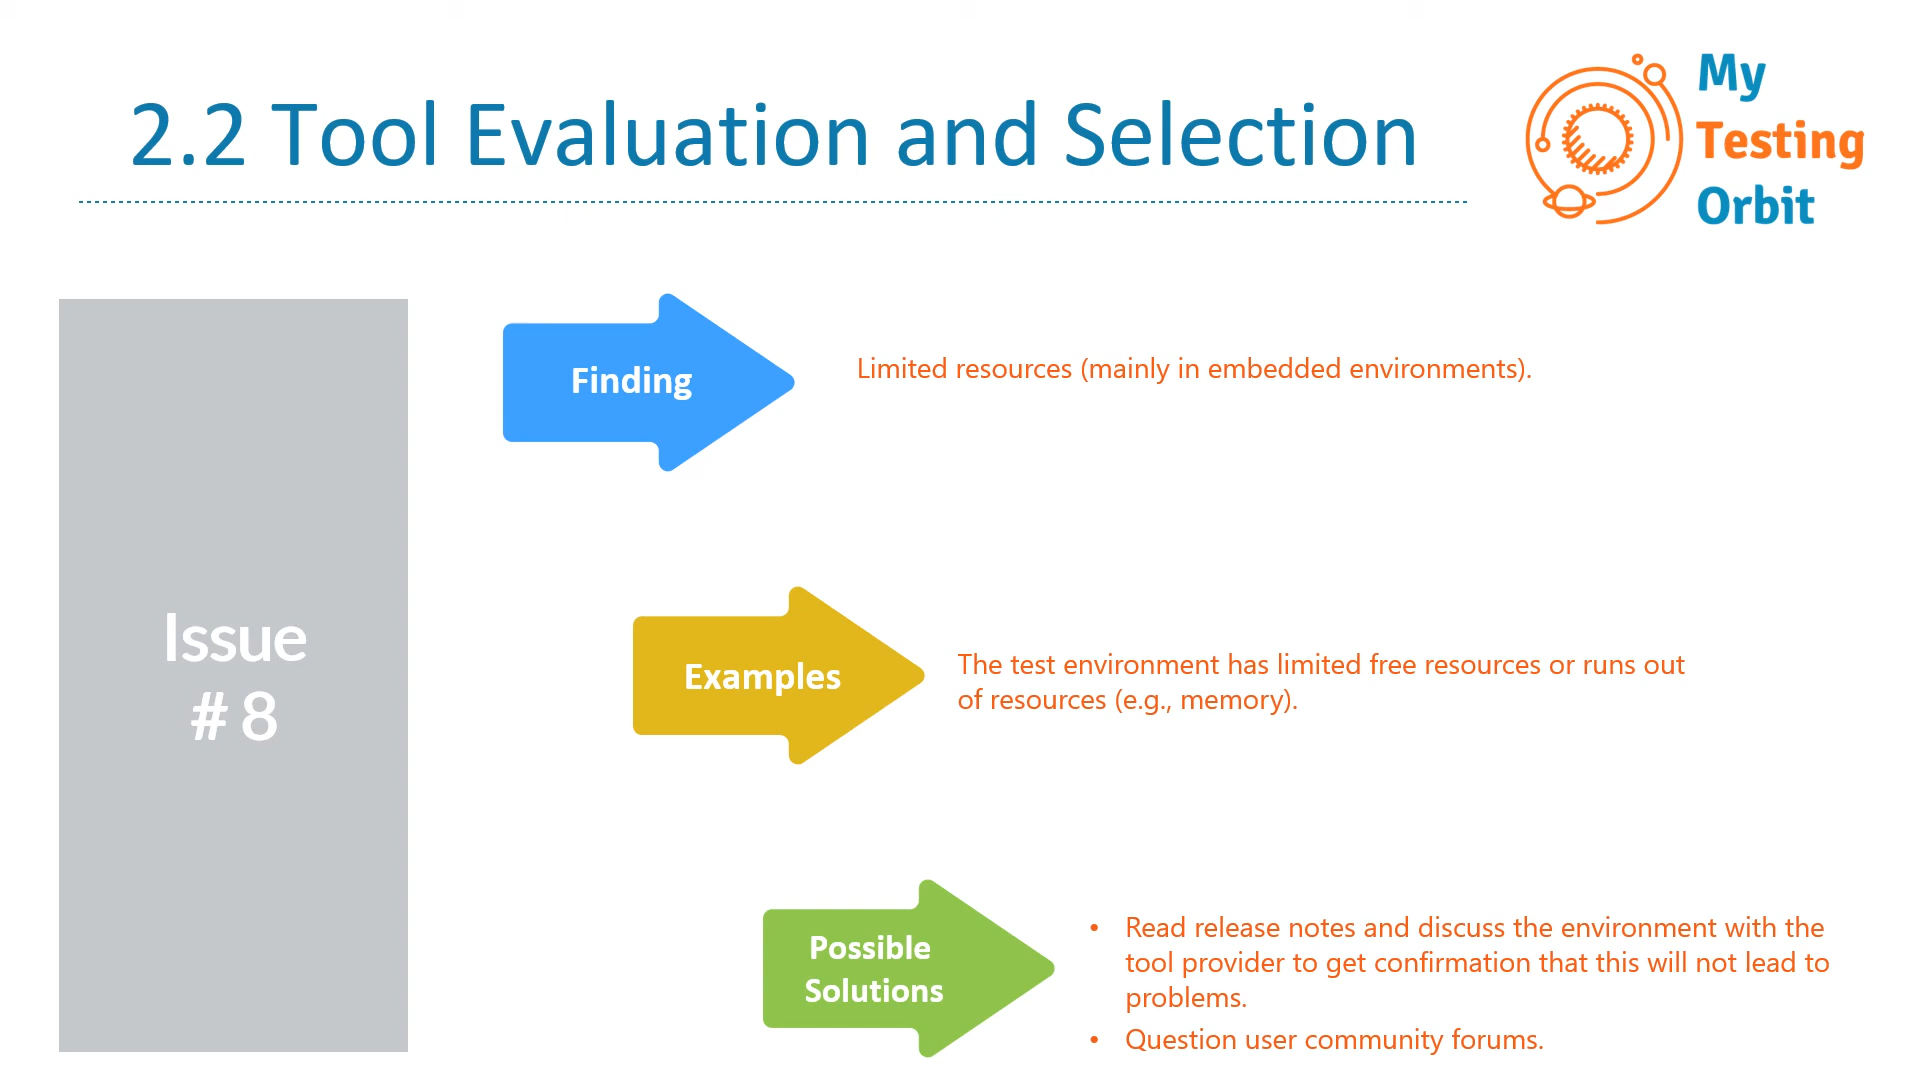 2.2 Tool Evaluation and Selection
My
Testing
Orbit
Issue
# 8
Finding
Limited resources (mainly in embedded environments).
Examples
The test environment has limited free resources or runs out
of resources (e.g., memory).
Possible
Solutions
• Read release notes and discuss the environment with the
tool provider to get confirmation that this will not lead to
problems.
• Question user community forums.